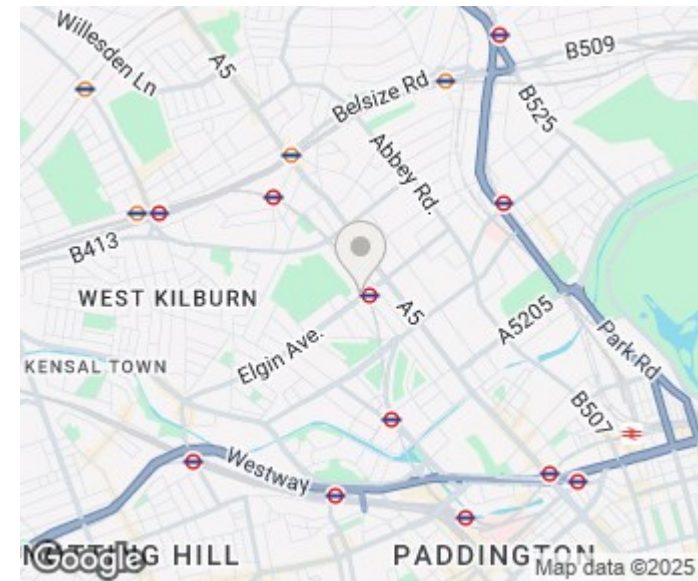 Willesden Ln
A5
B509
Belsize Rd
B525
Abbey Rd.
B413
WEST KILBURN
A5
A5205
Elgin Ave.
Park Rd
KENSAL TOWN
B507
Westway
NOTTING HILL
PADDINGTON
Google
Map data ©2025